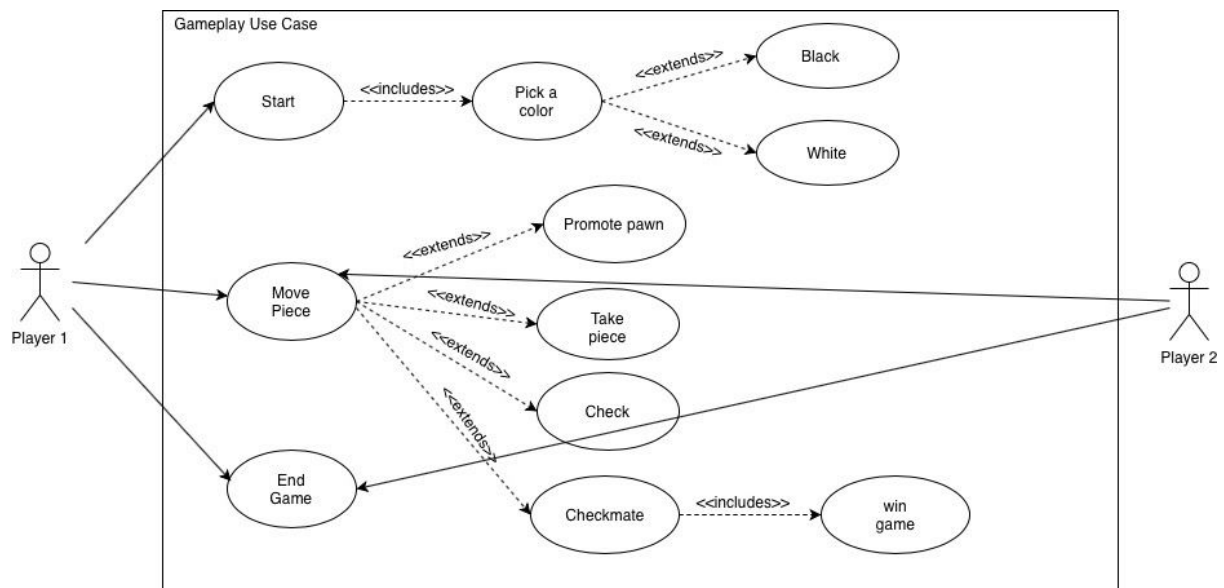 Gameplay Use Case
Start
<<includes>>
Pick a
color
<<extends>>
Black
<<extends>>
White
Player 1
Move
Piece
<<extends>>
Promote pawn
<<extends>>
Take
piece
<<extends>>
Check
<<extends>>
Checkmate
<<includes>>
win
game
End
Game
Player 2